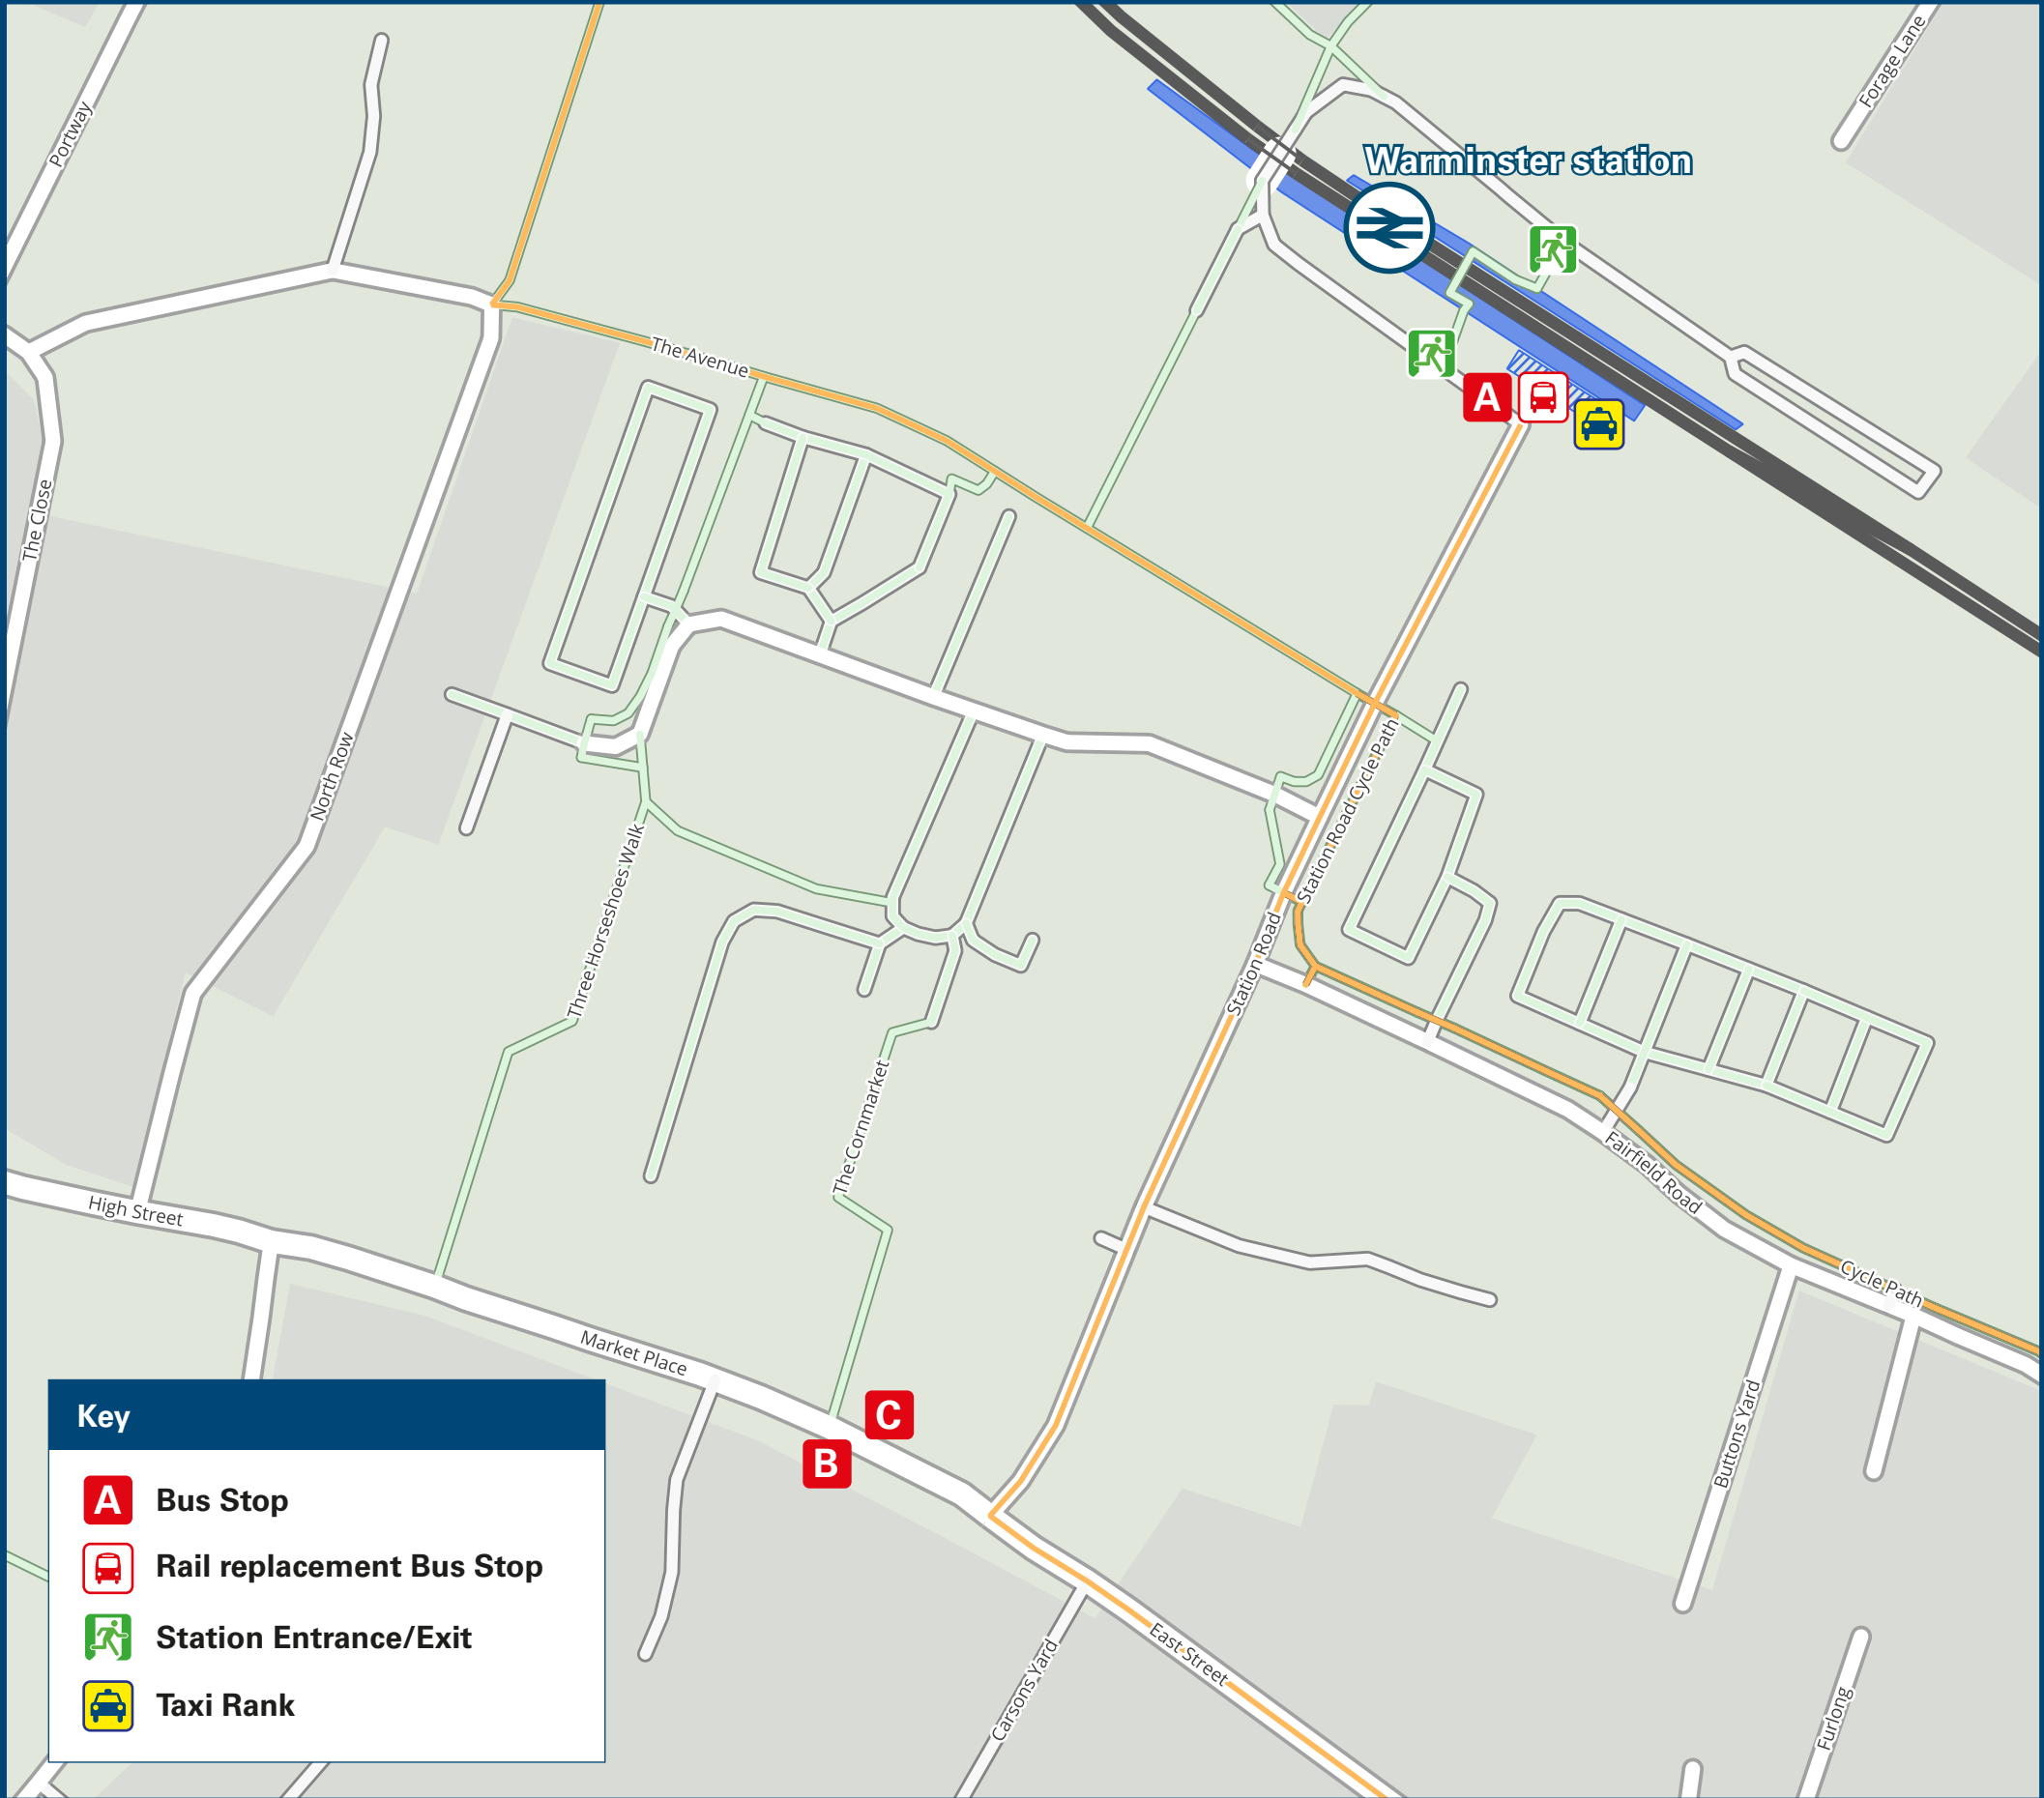 Forage Lane
Portway
Warminster station
The Avenue
A
The Close
Station Road Cycle Path
North Row
Three Horseshoes Walk
Station Road
The Cornmarket
Fairfield Road
High Street
Cycle Path
Market Place
C
B
Buttons Yard
East Street
Carsons Yard
Furlong
Key
A Bus Stop
Rail replacement Bus Stop
Station Entrance/Exit
Taxi Rank